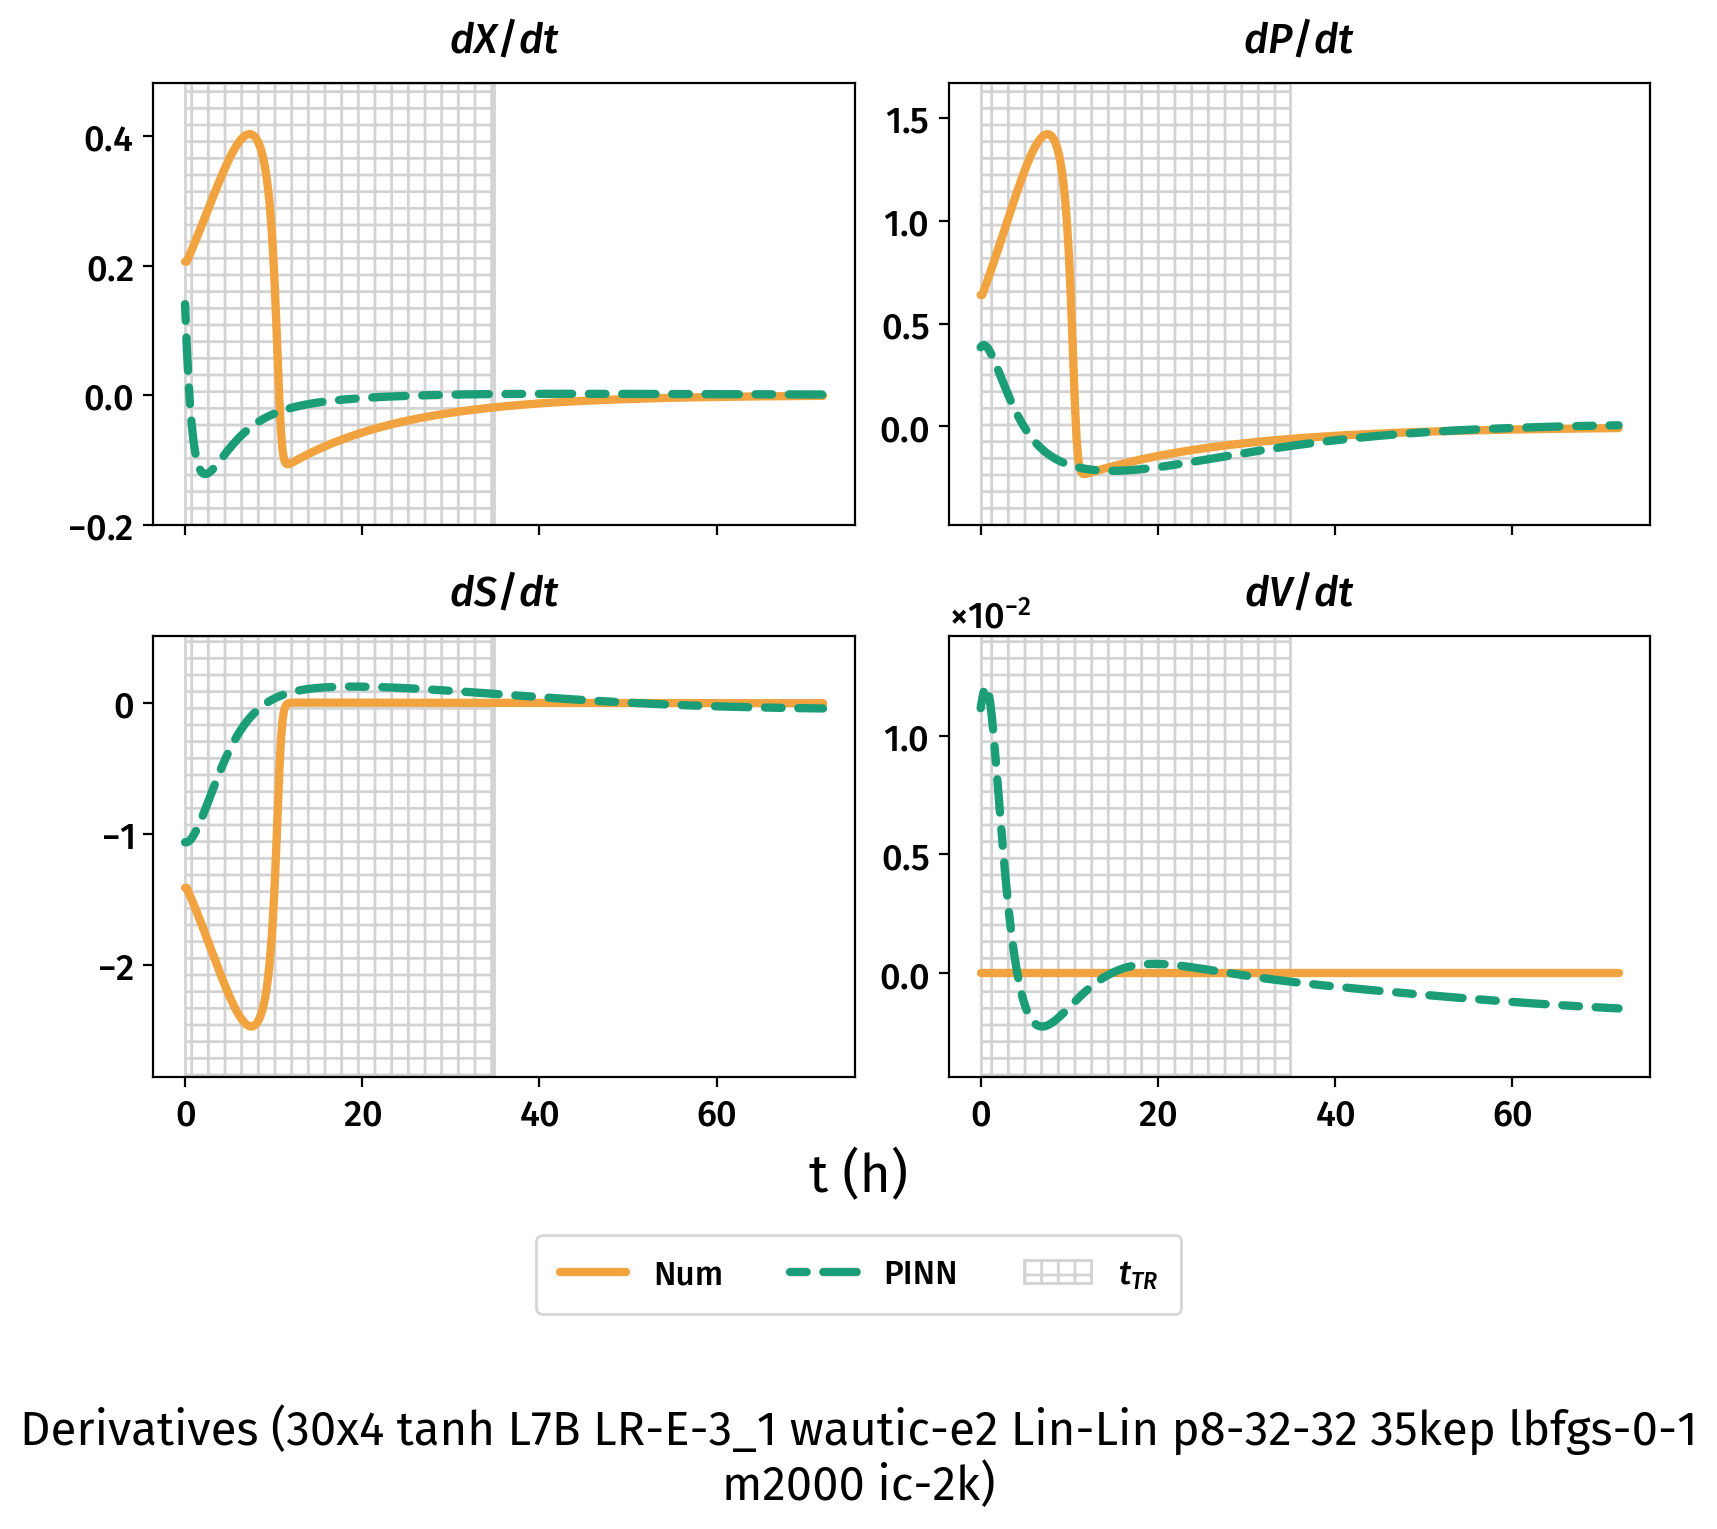 dX/dt
dP/dt
0.4
0.2
0.0
−0.2
1.5
1.0
0.5
0.0
dS/dt
dV/dt
×10⁻²
0
−1
−2
1.0
0.5
0.0
0 20 40 60
0 20 40 60
t (h)
Num PINN t_TR
Derivatives (30x4 tanh L7B LR-E-3_1 wautic-e2 Lin-Lin p8-32-32 35kep lbfgs-0-1
m2000 ic-2k)